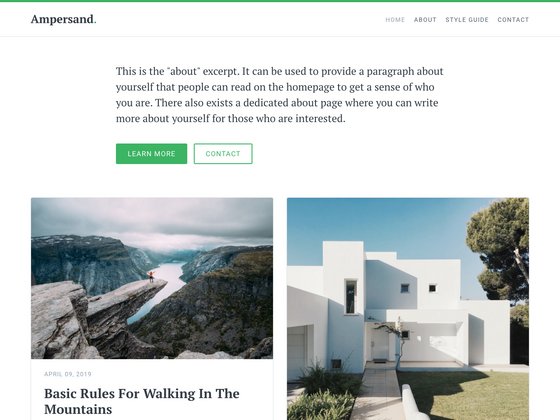 Ampersand.
HOME ABOUT STYLE GUIDE CONTACT
This is the "about" excerpt. It can be used to provide a paragraph about
yourself that people can read on the homepage to get a sense of who
you are. There also exists a dedicated about page where you can write
more about yourself for those who are interested.
LEARN MORE CONTACT
APRIL 09, 2019
Basic Rules For Walking In The
Mountains